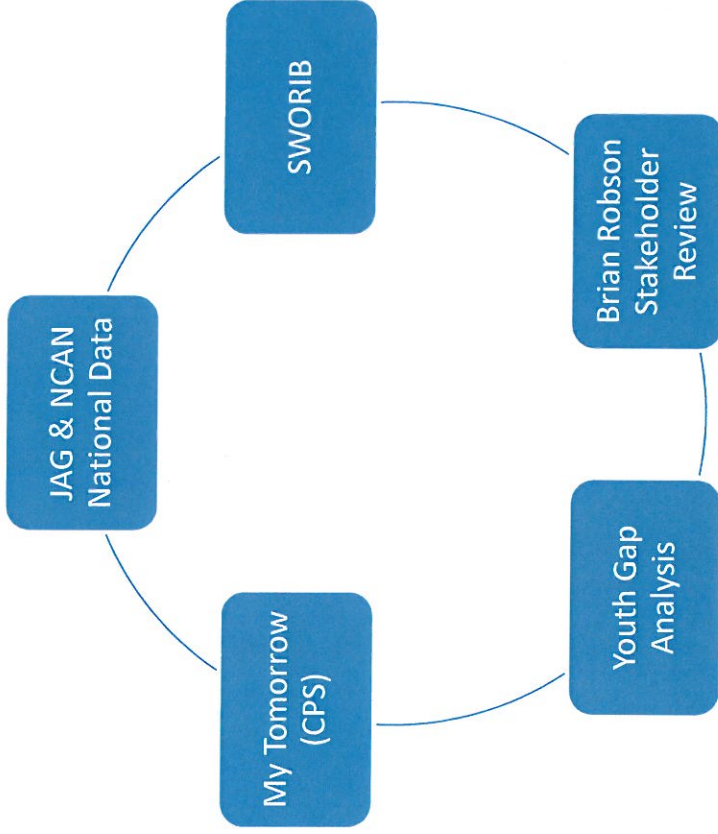 JAG & NCAN
National Data
SWORIB
Brian Robson
Stakeholder
Review
Youth Gap
Analysis
My Tomorrow
(CPS)